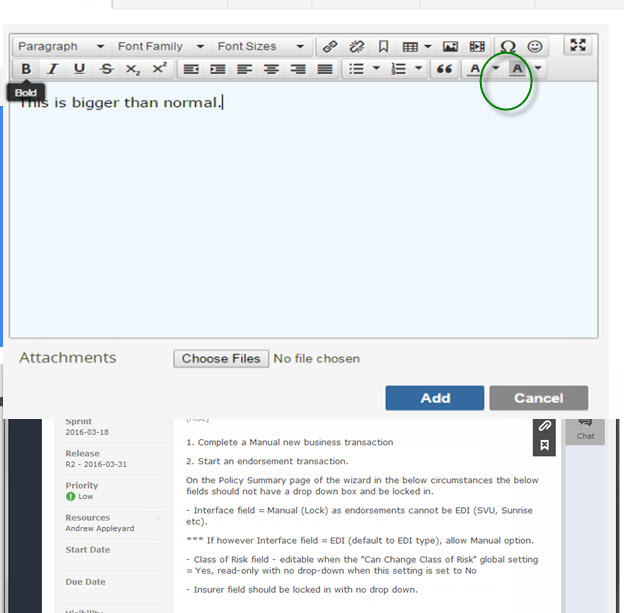 Paragraph Font Family Font Sizes
B I U S X₂ X² A A
Bold
This is bigger than normal.
Attachments Choose Files No file chosen
Add Cancel
Sprint
2016-03-18
Release
R2 - 2016-03-31
Priority
Low
Resources
Andrew Appleyard
Start Date
Due Date
Visibility
1. Complete a Manual new business transaction
2. Start an endorsement transaction.
On the Policy Summary page of the wizard in the below circumstances the below
fields should not have a drop down box and be locked in.
- Interface field = Manual (Lock) as endorsements cannot be EDI (SVU, Sunrise
etc).
*** If however Interface field = EDI (default to EDI type), allow Manual option.
- Class of Risk field - editable when the "Can Change Class of Risk" global setting
= Yes, read-only with no drop-down when this setting is set to No
- Insurer field should be locked in with no drop down.
Chat